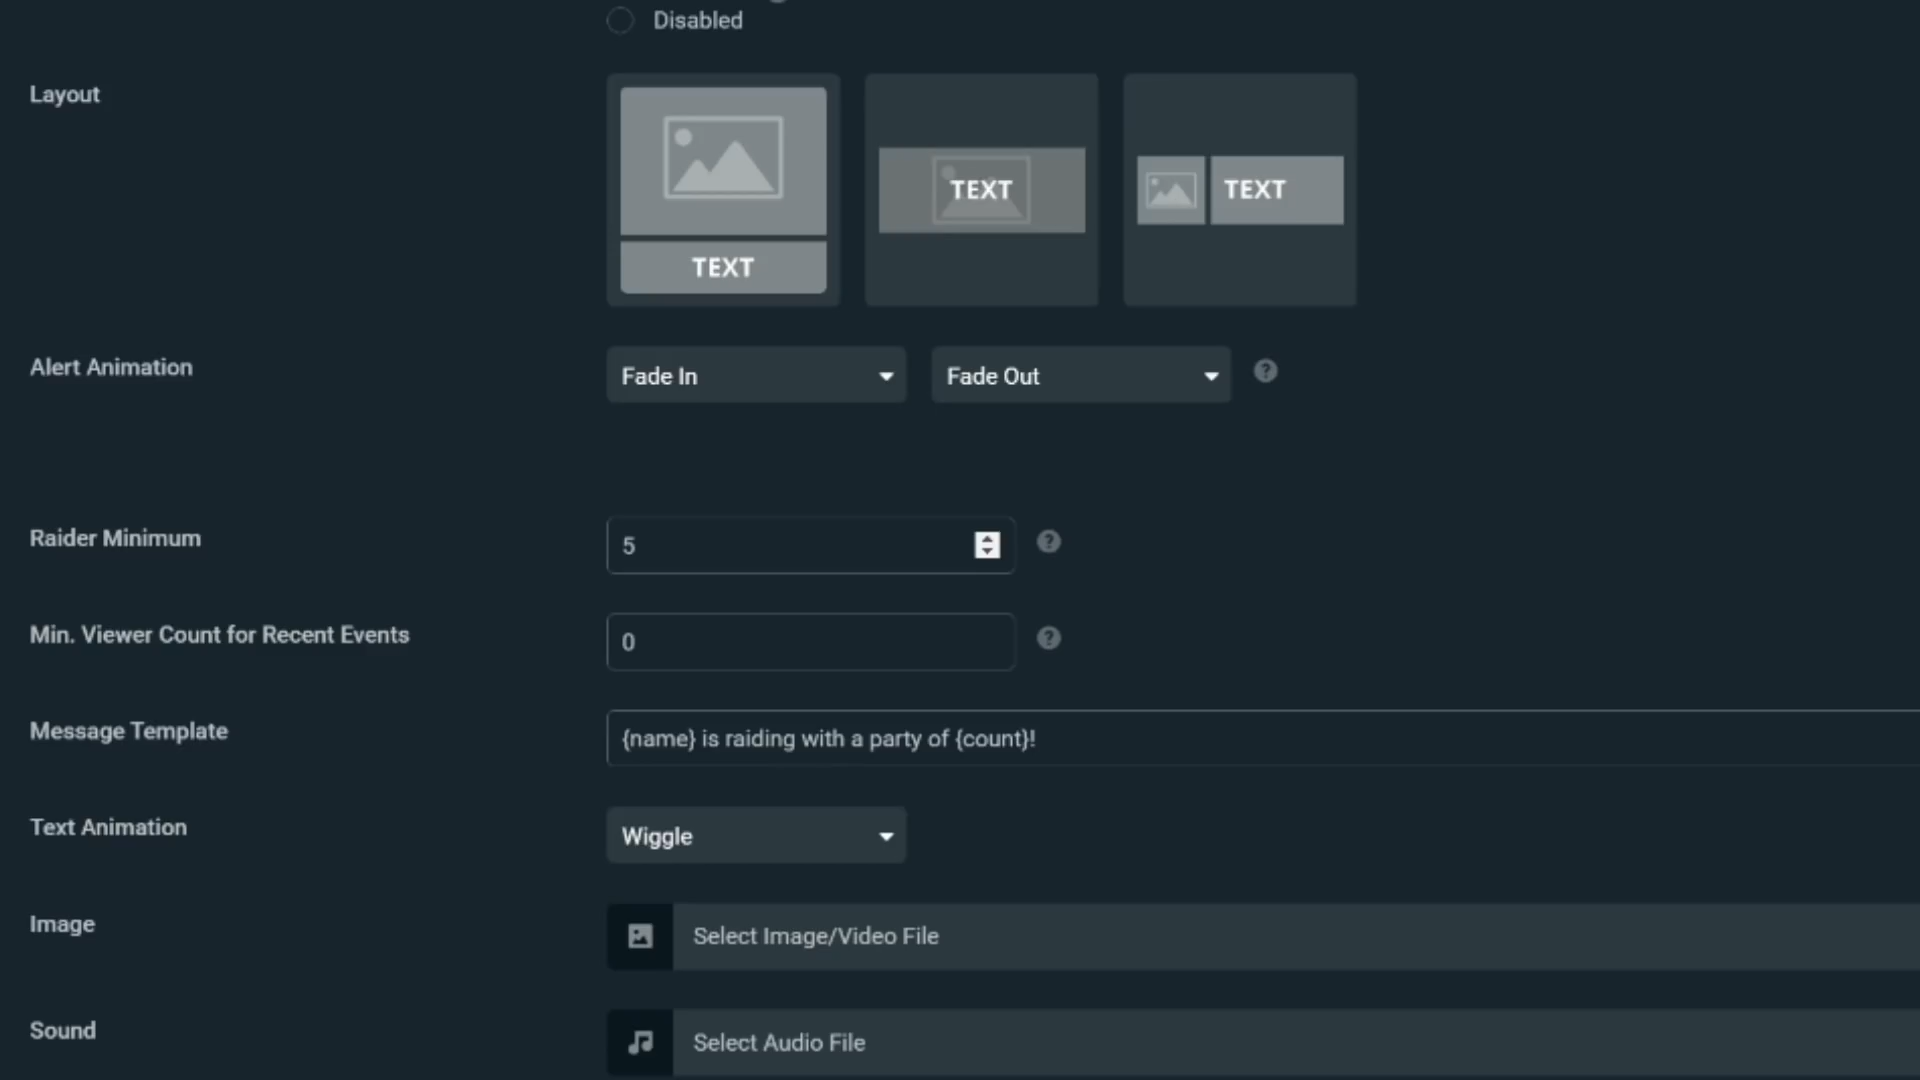 Disabled
Layout
TEXT
TEXT
TEXT
Alert Animation
Fade In
Fade Out
?
Raider Minimum
5
?
Min. Viewer Count for Recent Events
0
?
Message Template
{name} is raiding with a party of {count}!
Text Animation
Wiggle
Image
Select Image/Video File
Sound
Select Audio File